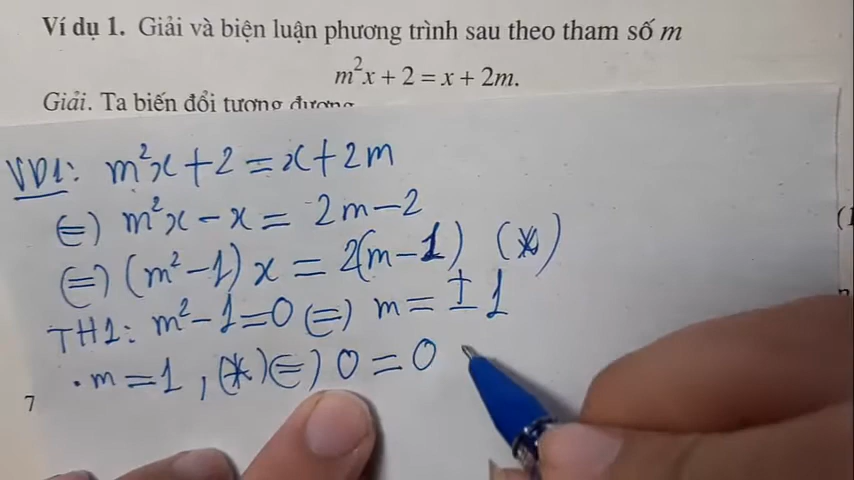 Ví dụ 1. Giải và biện luận phương trình sau theo tham số m
m²x + 2 = x + 2m.
Giải. Ta biến đổi tương đương
VD1: m²x + 2 = x + 2m
⇔ m²x - x = 2m - 2
⇔ (m² - 1) x = 2(m - 1) (*)
TH1: m² - 1 = 0 ⇔ m = ± 1
· m = 1, (*) ⇔ 0 = 0
7